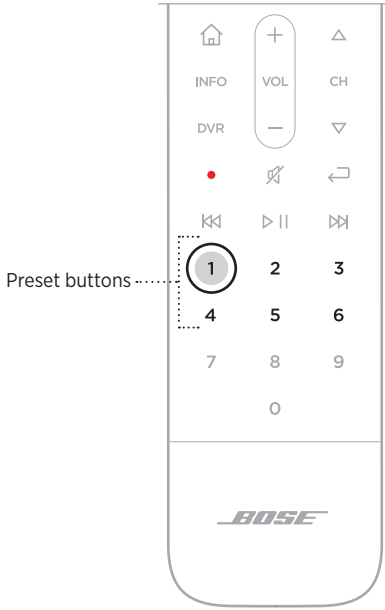 INFO VOL CH
DVR
Preset buttons
1 2 3
4 5 6
7 8 9
0
BOSE